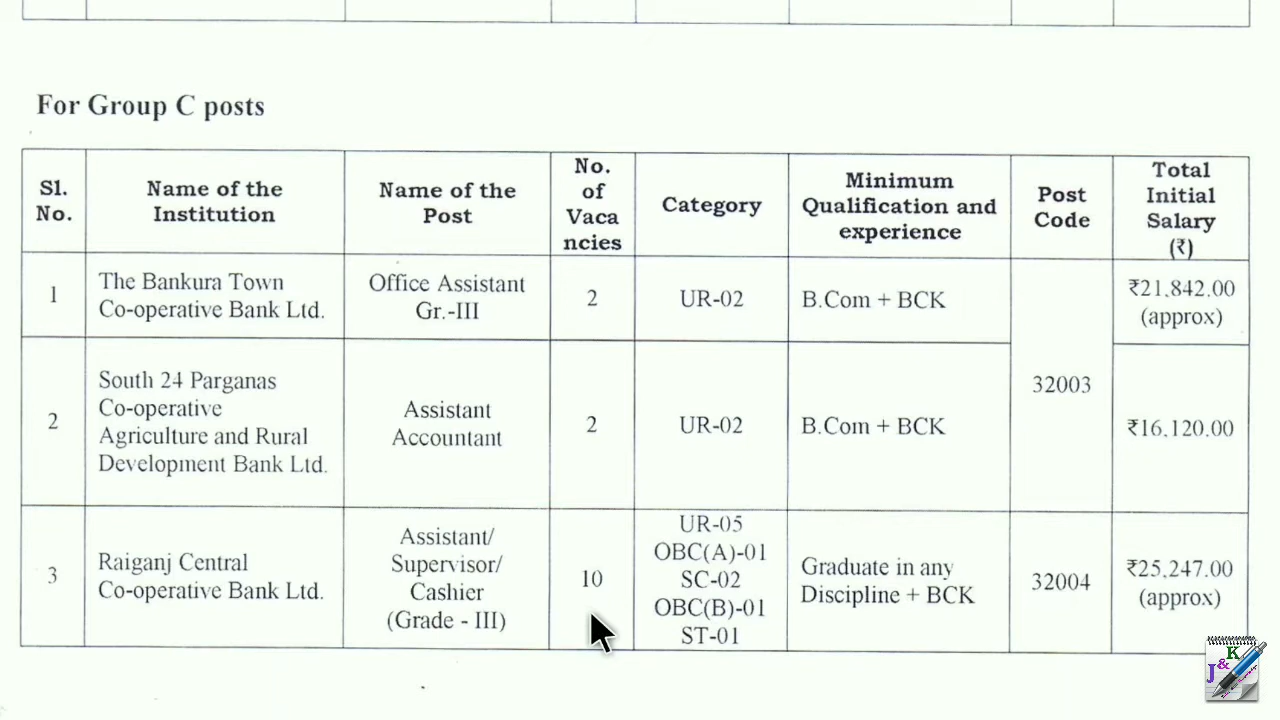 For Group C posts
Sl. No. | Name of the Institution | Name of the Post | No. of Vaca ncies | Category | Minimum Qualification and experience | Post Code | Total Initial Salary (₹)
1 | The Bankura Town Co-operative Bank Ltd. | Office Assistant Gr.-III | 2 | UR-02 | B.Com + BCK | 32003 | ₹21,842.00 (approx)
2 | South 24 Parganas Co-operative Agriculture and Rural Development Bank Ltd. | Assistant Accountant | 2 | UR-02 | B.Com + BCK | ₹16,120.00
3 | Raiganj Central Co-operative Bank Ltd. | Assistant/ Supervisor/ Cashier (Grade - III) | 10 | UR-05 OBC(A)-01 SC-02 OBC(B)-01 ST-01 | Graduate in any Discipline + BCK | 32004 | ₹25,247.00 (approx)
J&K